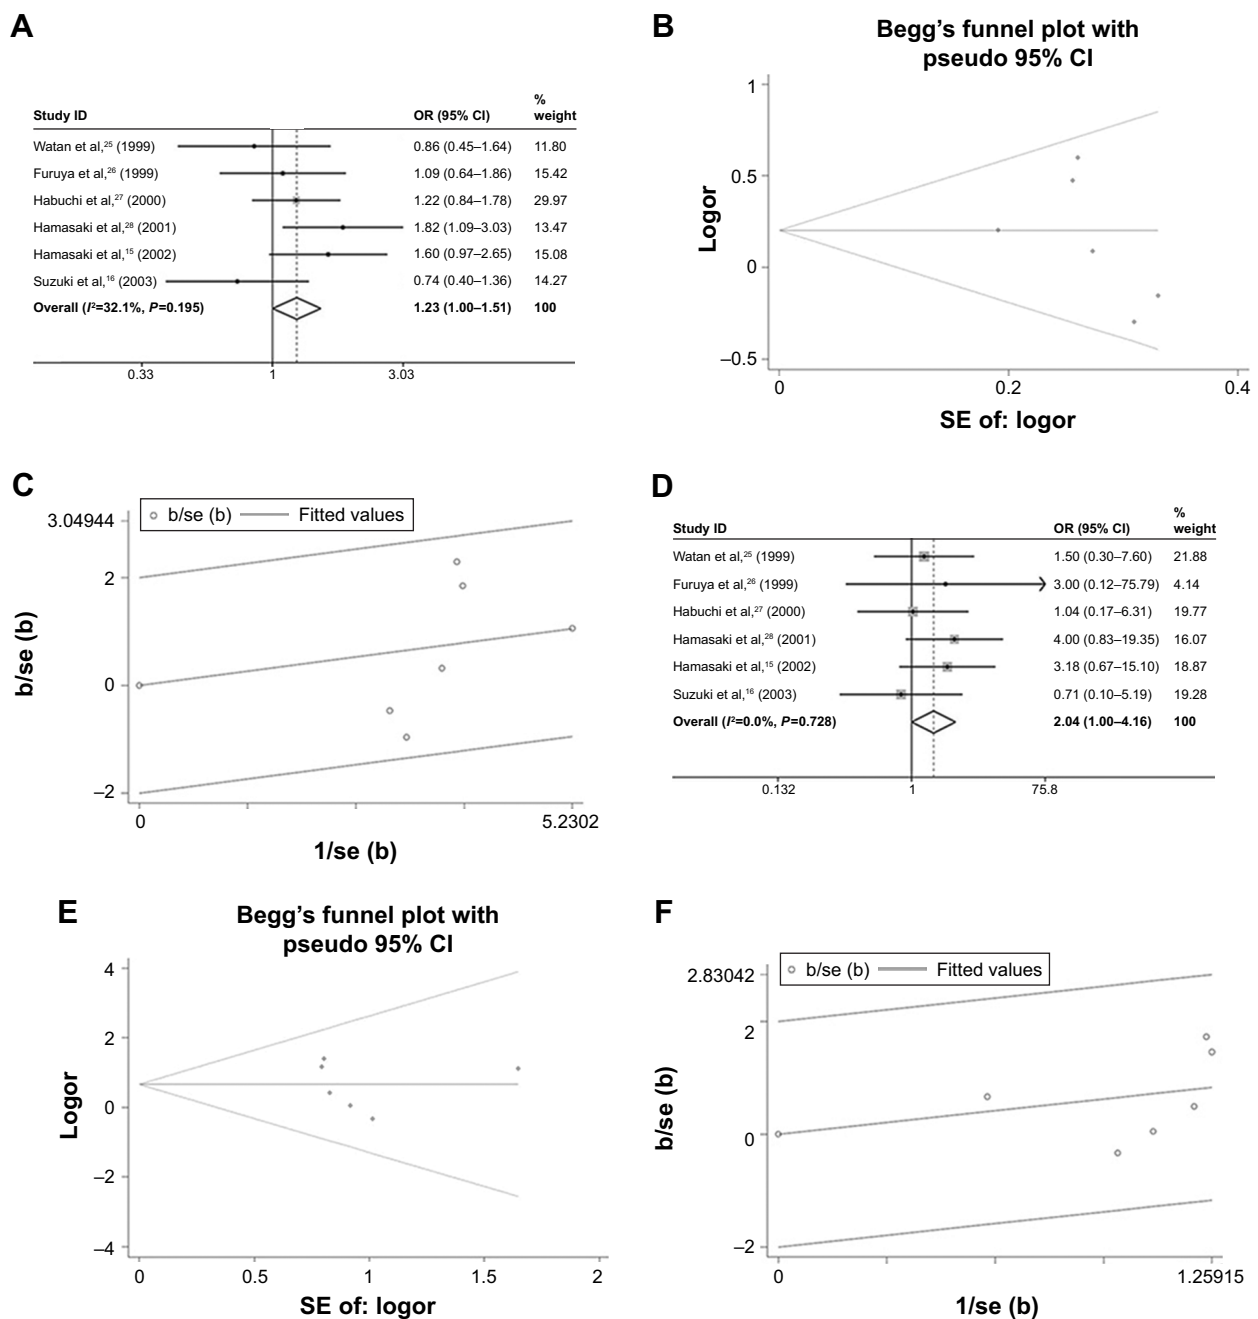 A
Study ID OR (95% CI) % weight
Watan et al,25 (1999) 0.86 (0.45–1.64) 11.80
Furuya et al,26 (1999) 1.09 (0.64–1.86) 15.42
Habuchi et al,27 (2000) 1.22 (0.84–1.78) 29.97
Hamasaki et al,28 (2001) 1.82 (1.09–3.03) 13.47
Hamasaki et al,15 (2002) 1.60 (0.97–2.65) 15.08
Suzuki et al,16 (2003) 0.74 (0.40–1.36) 14.27
Overall (I²=32.1%, P=0.195) 1.23 (1.00–1.51) 100
0.33 1 3.03
B
Begg’s funnel plot with
pseudo 95% CI
Logor
1
0.5
0
–0.5
0 0.2 0.4
SE of: logor
C
b/se (b) Fitted values
b/se (b)
3.04944
2
0
–2
0 5.2302
1/se (b)
D
Study ID OR (95% CI) % weight
Watan et al,25 (1999) 1.50 (0.30–7.60) 21.88
Furuya et al,26 (1999) 3.00 (0.12–75.79) 4.14
Habuchi et al,27 (2000) 1.04 (0.17–6.31) 19.77
Hamasaki et al,28 (2001) 4.00 (0.83–19.35) 16.07
Hamasaki et al,15 (2002) 3.18 (0.67–15.10) 18.87
Suzuki et al,16 (2003) 0.71 (0.10–5.19) 19.28
Overall (I²=0.0%, P=0.728) 2.04 (1.00–4.16) 100
0.132 1 75.8
E
Begg’s funnel plot with
pseudo 95% CI
Logor
4
2
0
–2
–4
0 0.5 1 1.5 2
SE of: logor
F
b/se (b) Fitted values
b/se (b)
2.83042
2
0
–2
0 1.25915
1/se (b)